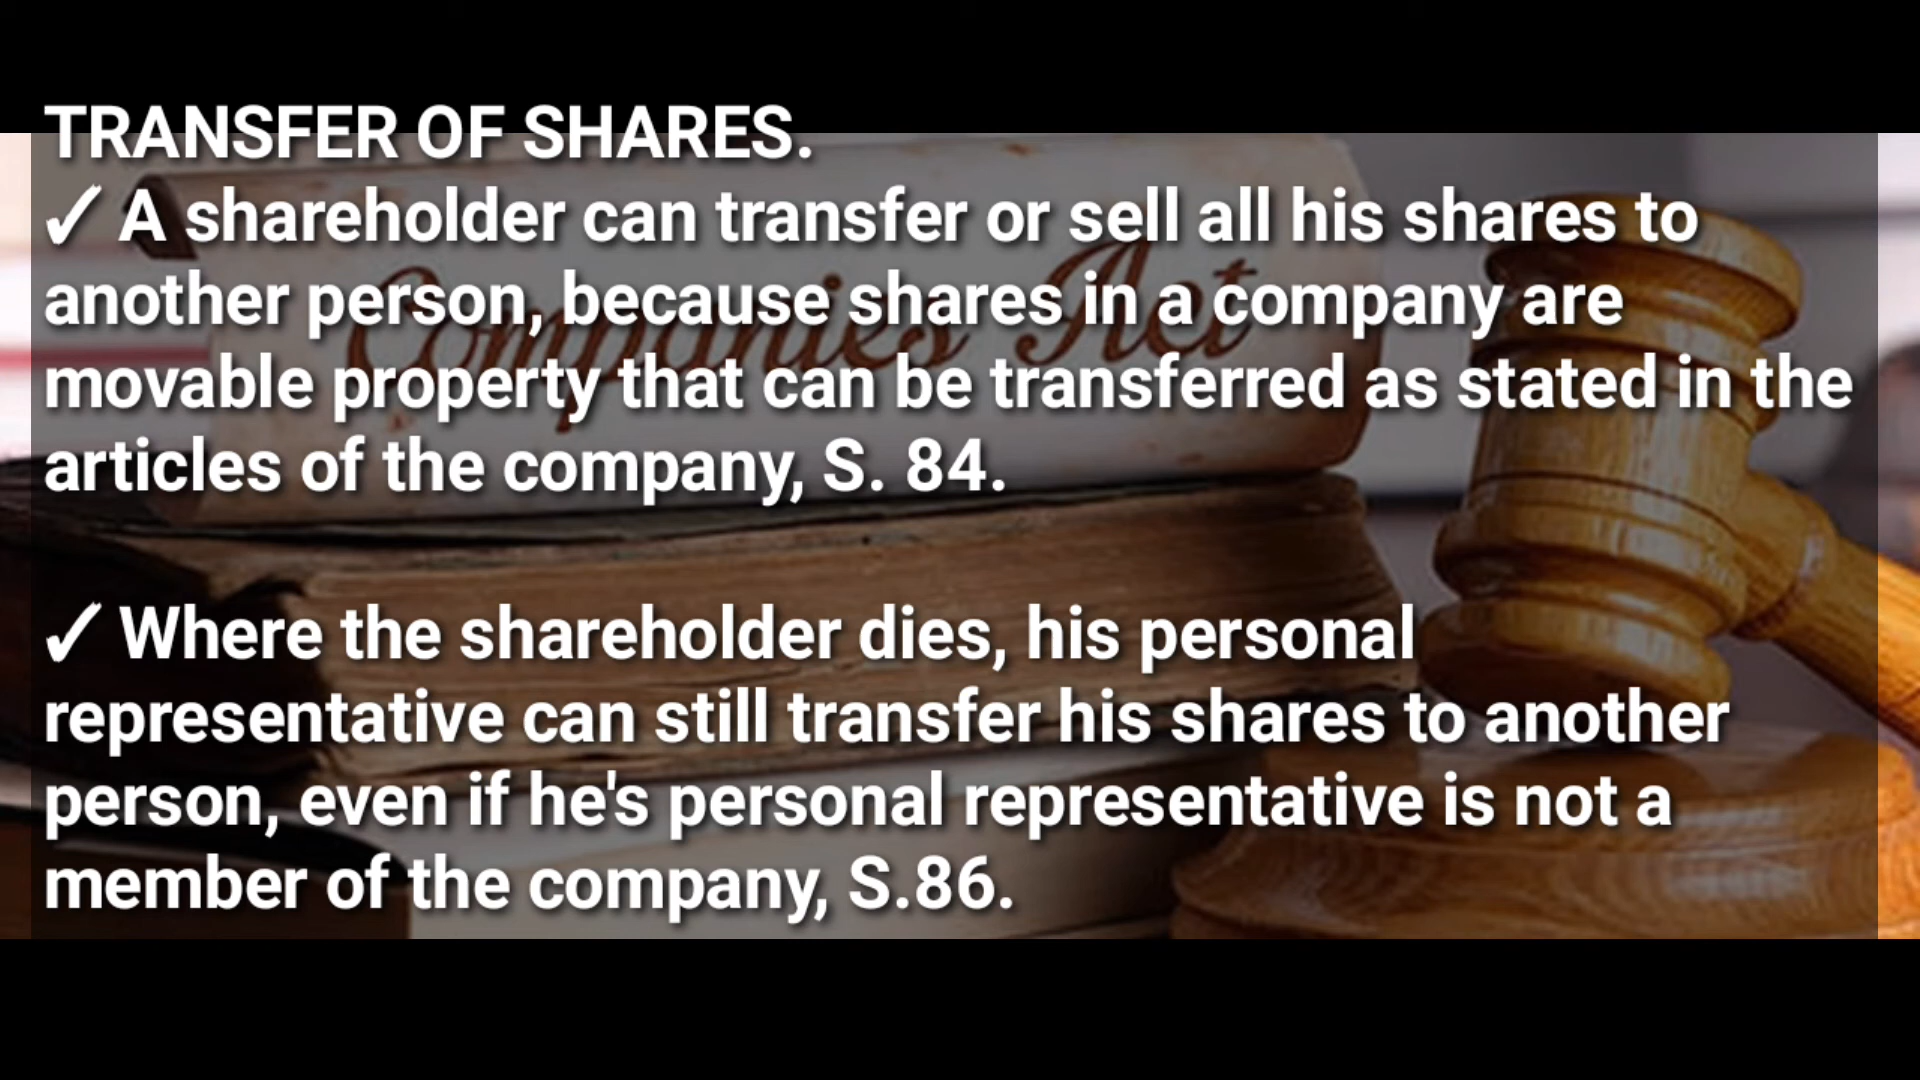 TRANSFER OF SHARES.
✓ A shareholder can transfer or sell all his shares to
another person, because shares in a company are
movable property that can be transferred as stated in the
articles of the company, S. 84.
✓ Where the shareholder dies, his personal
representative can still transfer his shares to another
person, even if he's personal representative is not a
member of the company, S.86.
Companies Act